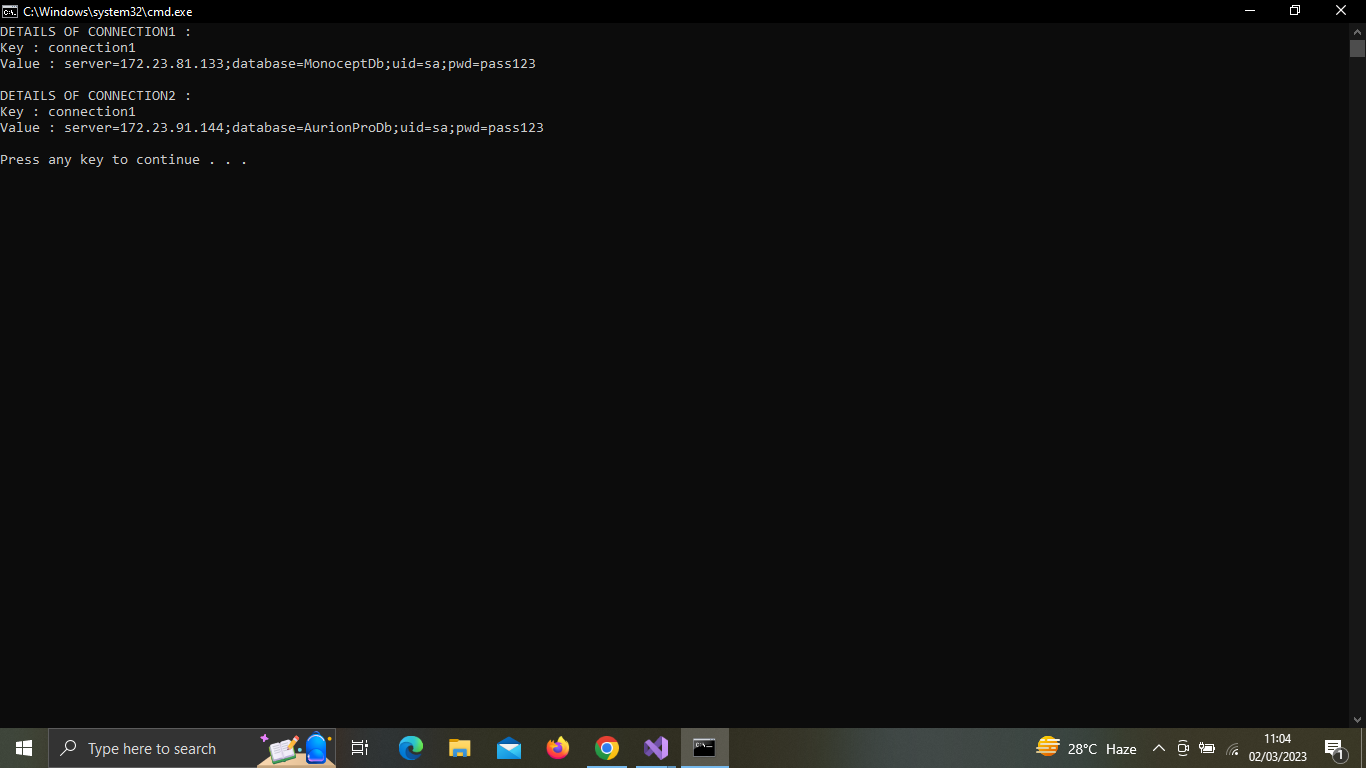 C:\Windows\system32\cmd.exe
DETAILS OF CONNECTION1 :
Key : connection1
Value : server=172.23.81.133;database=MonoceptDb;uid=sa;pwd=pass123
DETAILS OF CONNECTION2 :
Key : connection1
Value : server=172.23.91.144;database=AurionProDb;uid=sa;pwd=pass123
Press any key to continue . . .
Type here to search
28°C Haze
11:04
02/03/2023
1